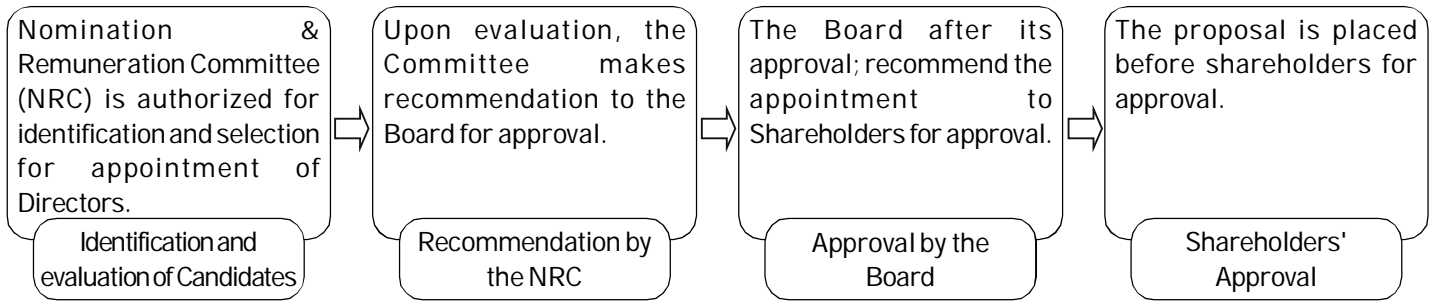 Nomination &
Remuneration Committee
(NRC) is authorized for
identification and selection
for appointment of
Directors.
Identification and
evaluation of Candidates
Upon evaluation, the
Committee makes
recommendation to the
Board for approval.
Recommendation by
the NRC
The Board after its
approval; recommend the
appointment to
Shareholders for approval.
Approval by the
Board
The proposal is placed
before shareholders for
approval.
Shareholders'
Approval